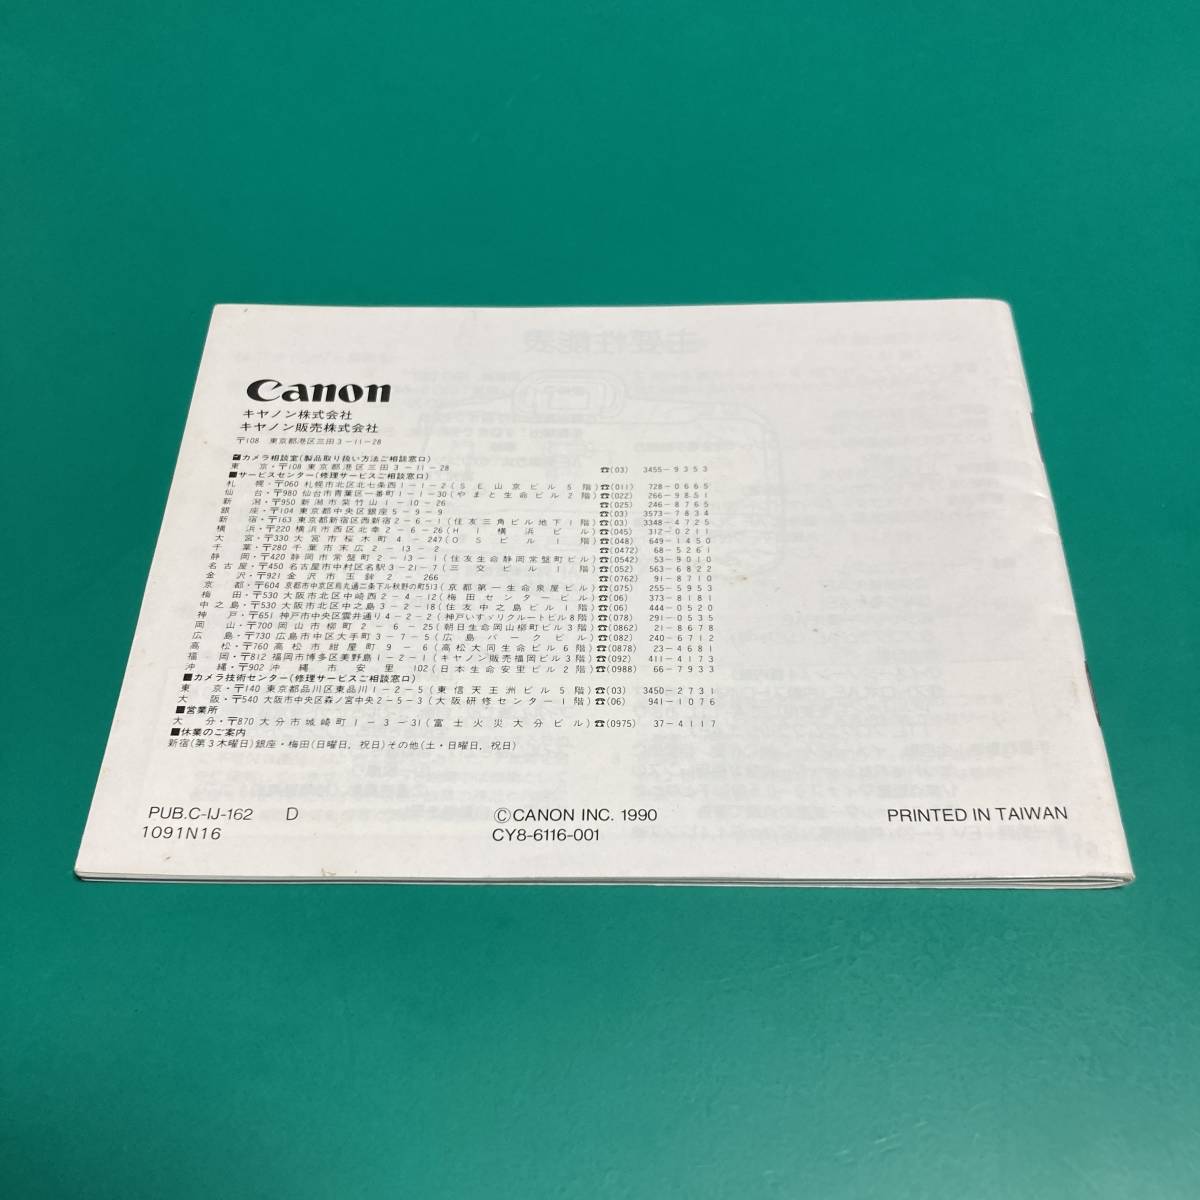 Canon
キヤノン株式会社
キヤノン販売株式会社
〒108 東京都港区三田3-11-28
■カメラ相談室(製品取り扱い方法ご相談窓口)
東京・〒108 東京都港区三田3-11-28 ☎(03) 3455-9353
■サービスセンター(修理サービスご相談窓口)
札幌・〒060 札幌市北区北七条西1-1-2(SE山京ビル5階)☎(011) 728-0665
仙台・〒980 仙台市青葉区一番町1-1-30(やまと生命ビル2階)☎(022) 266-9851
新潟・〒950 新潟市紫竹山1-10-26 ☎(025) 246-8765
銀座・〒104 東京都中央区銀座5-9-9 ☎(03) 3573-7834
新宿・〒163 東京都新宿区西新宿2-6-1(住友三角ビル地下1階)☎(03) 3348-4725
横浜・〒220 横浜市西区北幸2-6-26(HI横浜ビル)☎(045) 312-0211
大宮・〒330 大宮市桜木町4-247(OSビル1階)☎(048) 649-1450
千葉・〒280 千葉市末広2-13-2 ☎(0472) 68-5261
静岡・〒420 静岡市常盤町2-13-1(住友生命静岡常盤町ビル)☎(0542) 53-9010
名古屋・〒450 名古屋市中村区名駅3-21-7(三交ビル1階)☎(052) 563-6822
金沢・〒921 金沢市玉鉾2-266 ☎(0762) 91-8710
京都・〒604 京都市中京区烏丸通二条下ル秋野の町513(京都第一生命泉屋ビル)☎(075) 255-5953
梅田・〒530 大阪市北区中崎西2-4-12(梅田センタービル)☎(06) 373-8181
中之島・〒530 大阪市北区中之島3-2-18(住友中之島ビル1階)☎(06) 444-0520
神戸・〒651 神戸市中央区雲井通り4-2-2(神戸いすゞリクルートビル8階)☎(078) 291-0535
岡山・〒700 岡山市柳町2-6-25(朝日生命岡山柳町ビル3階)☎(0862) 21-8678
広島・〒730 広島市中区大手町3-7-5(広島パークビル)☎(082) 240-6712
高松・〒760 高松市紺屋町9-6(高松大同生命ビル6階)☎(0878) 23-4681
福岡・〒812 福岡市博多区美野島1-2-1(キヤノン販売福岡ビル3階)☎(092) 411-4173
沖縄・〒902 沖縄市安里102(日本生命安里ビル2階)☎(0988) 66-7933
■カメラ技術センター(修理サービスご相談窓口)
東京・〒140 東京都品川区東品川1-2-5(東信天王洲ビル5階)☎(03) 3450-2731
大阪・〒540 大阪市中央区森ノ宮中央2-5-3(大阪研修センター1階)☎(06) 941-1076
■営業所
大分・〒870 大分市城崎町1-3-31(富士火災大分ビル)☎(0975) 37-4117
■休業のご案内
新宿(第3木曜日)銀座・梅田(日曜日,祝日)その他(土・日曜日,祝日)
PUB.C-IJ-162 D ©CANON INC. 1990 PRINTED IN TAIWAN
1091N16 CY8-6116-001